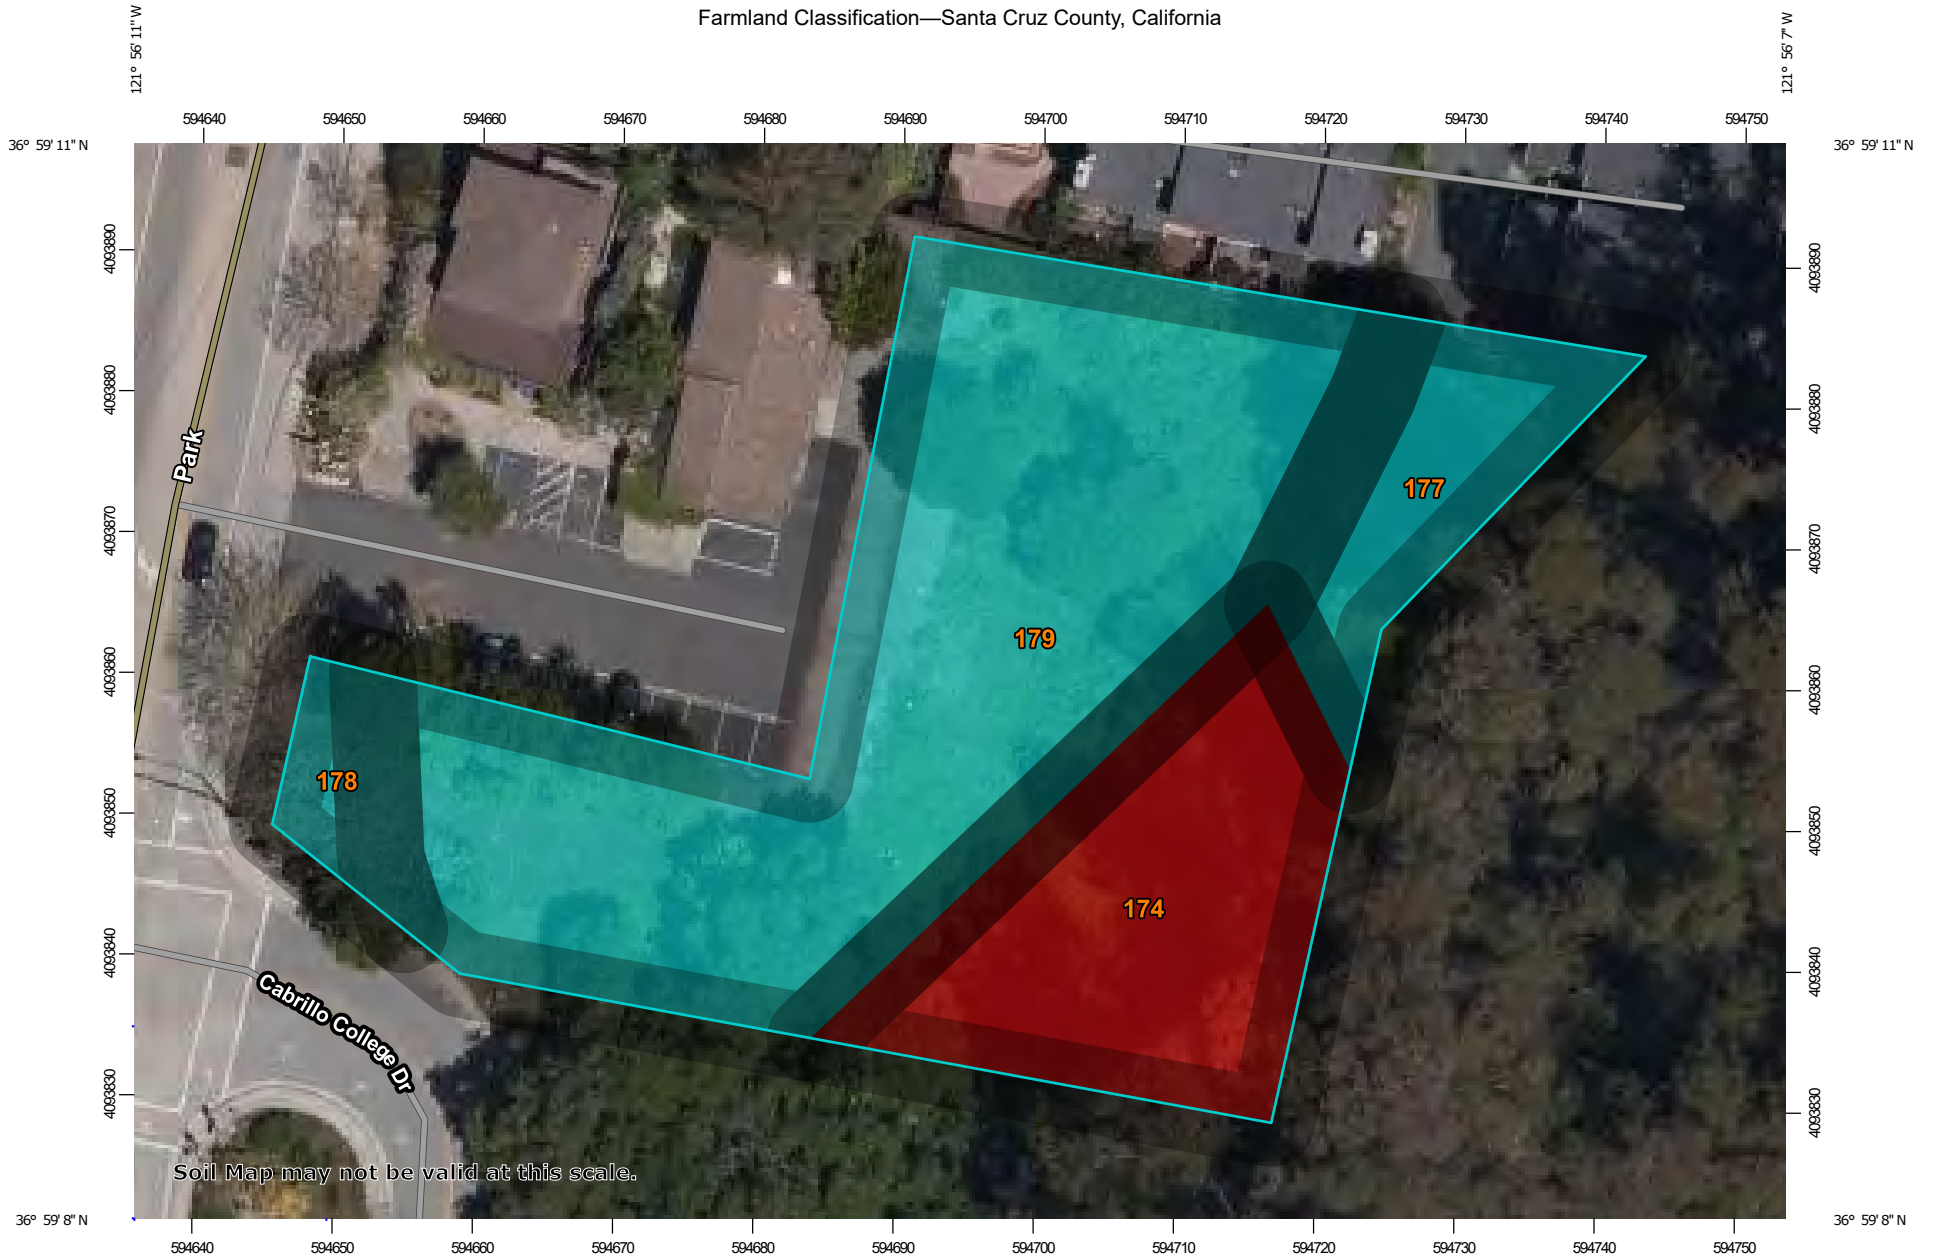 Farmland Classification—Santa Cruz County, California
121° 56' 11" W
121° 56' 7" W
594640 594650 594660 594670 594680 594690 594700 594710 594720 594730 594740 594750
36° 59' 11" N
36° 59' 11" N
4093890
4093890
4093880
4093880
Park
177
4093870
4093870
179
4093860
4093860
178
4093850
4093850
174
4093840
4093840
Cabrillo College Dr
4093830
4093830
Soil Map may not be valid at this scale.
36° 59' 8" N
36° 59' 8" N
594640 594650 594660 594670 594680 594690 594700 594710 594720 594730 594740 594750